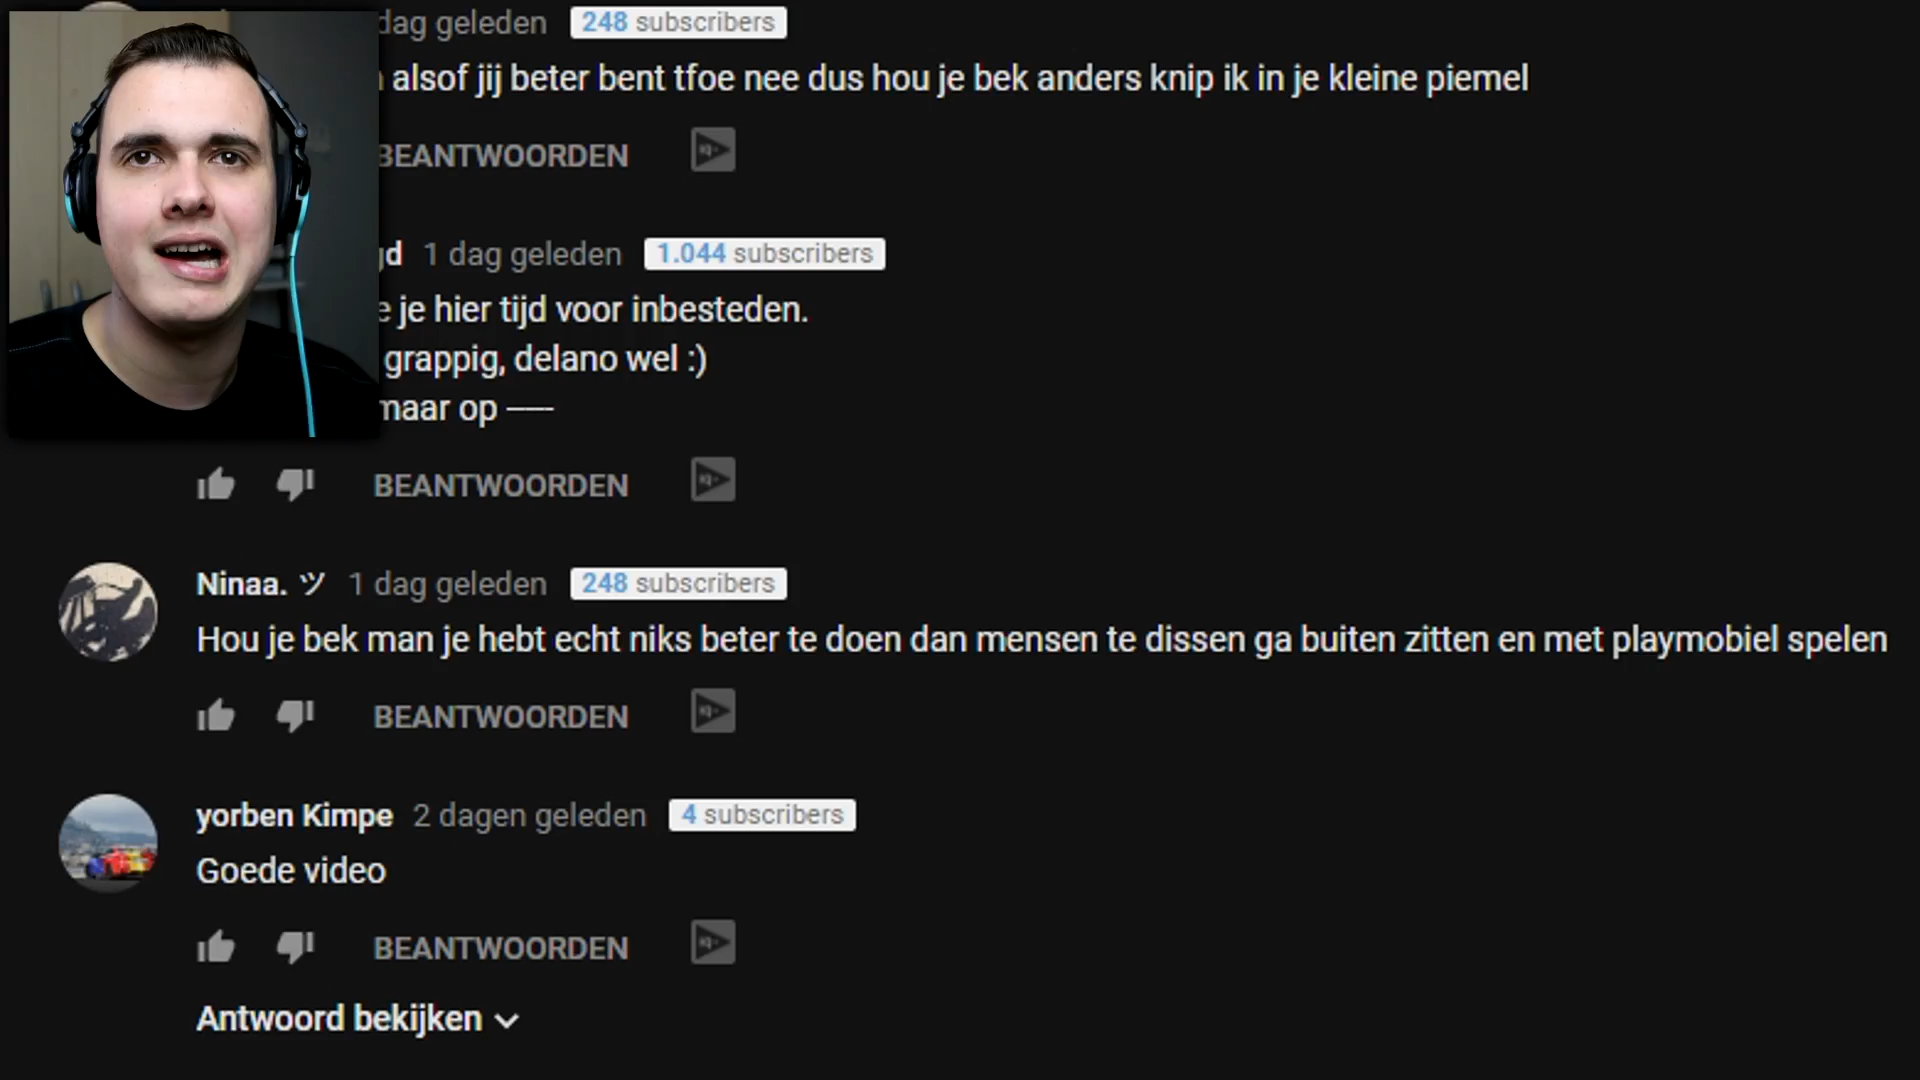 dag geleden 248 subscribers
alsof jij beter bent tfoe nee dus hou je bek anders knip ik in je kleine piemel
BEANTWOORDEN
1 dag geleden 1.044 subscribers
je hier tijd voor inbesteden.
grappig, delano wel :)
maar op ──
BEANTWOORDEN
Ninaa. ツ 1 dag geleden 248 subscribers
Hou je bek man je hebt echt niks beter te doen dan mensen te dissen ga buiten zitten en met playmobiel spelen
BEANTWOORDEN
yorben Kimpe 2 dagen geleden 4 subscribers
Goede video
BEANTWOORDEN
Antwoord bekijken